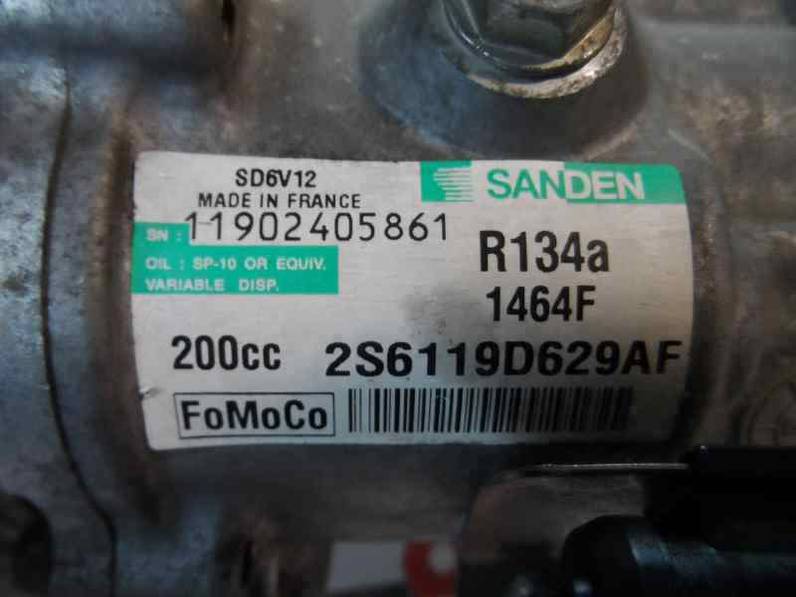 SD6V12
MADE IN FRANCE
SANDEN
SN : 11902405861
OIL : SP-10 OR EQUIV.
VARIABLE DISP.
R134a
1464F
200cc 2S6119D629AF
FoMoCo